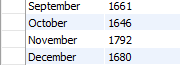 September 1661
October 1646
November 1792
December 1680